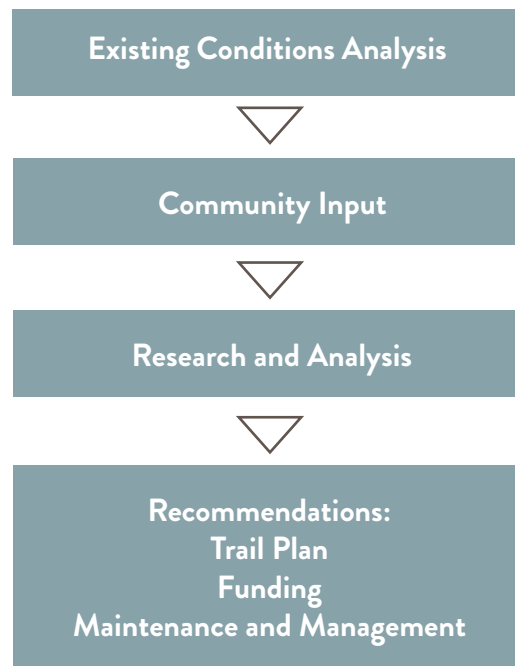 Existing Conditions Analysis
Community Input
Research and Analysis
Recommendations:
Trail Plan
Funding
Maintenance and Management